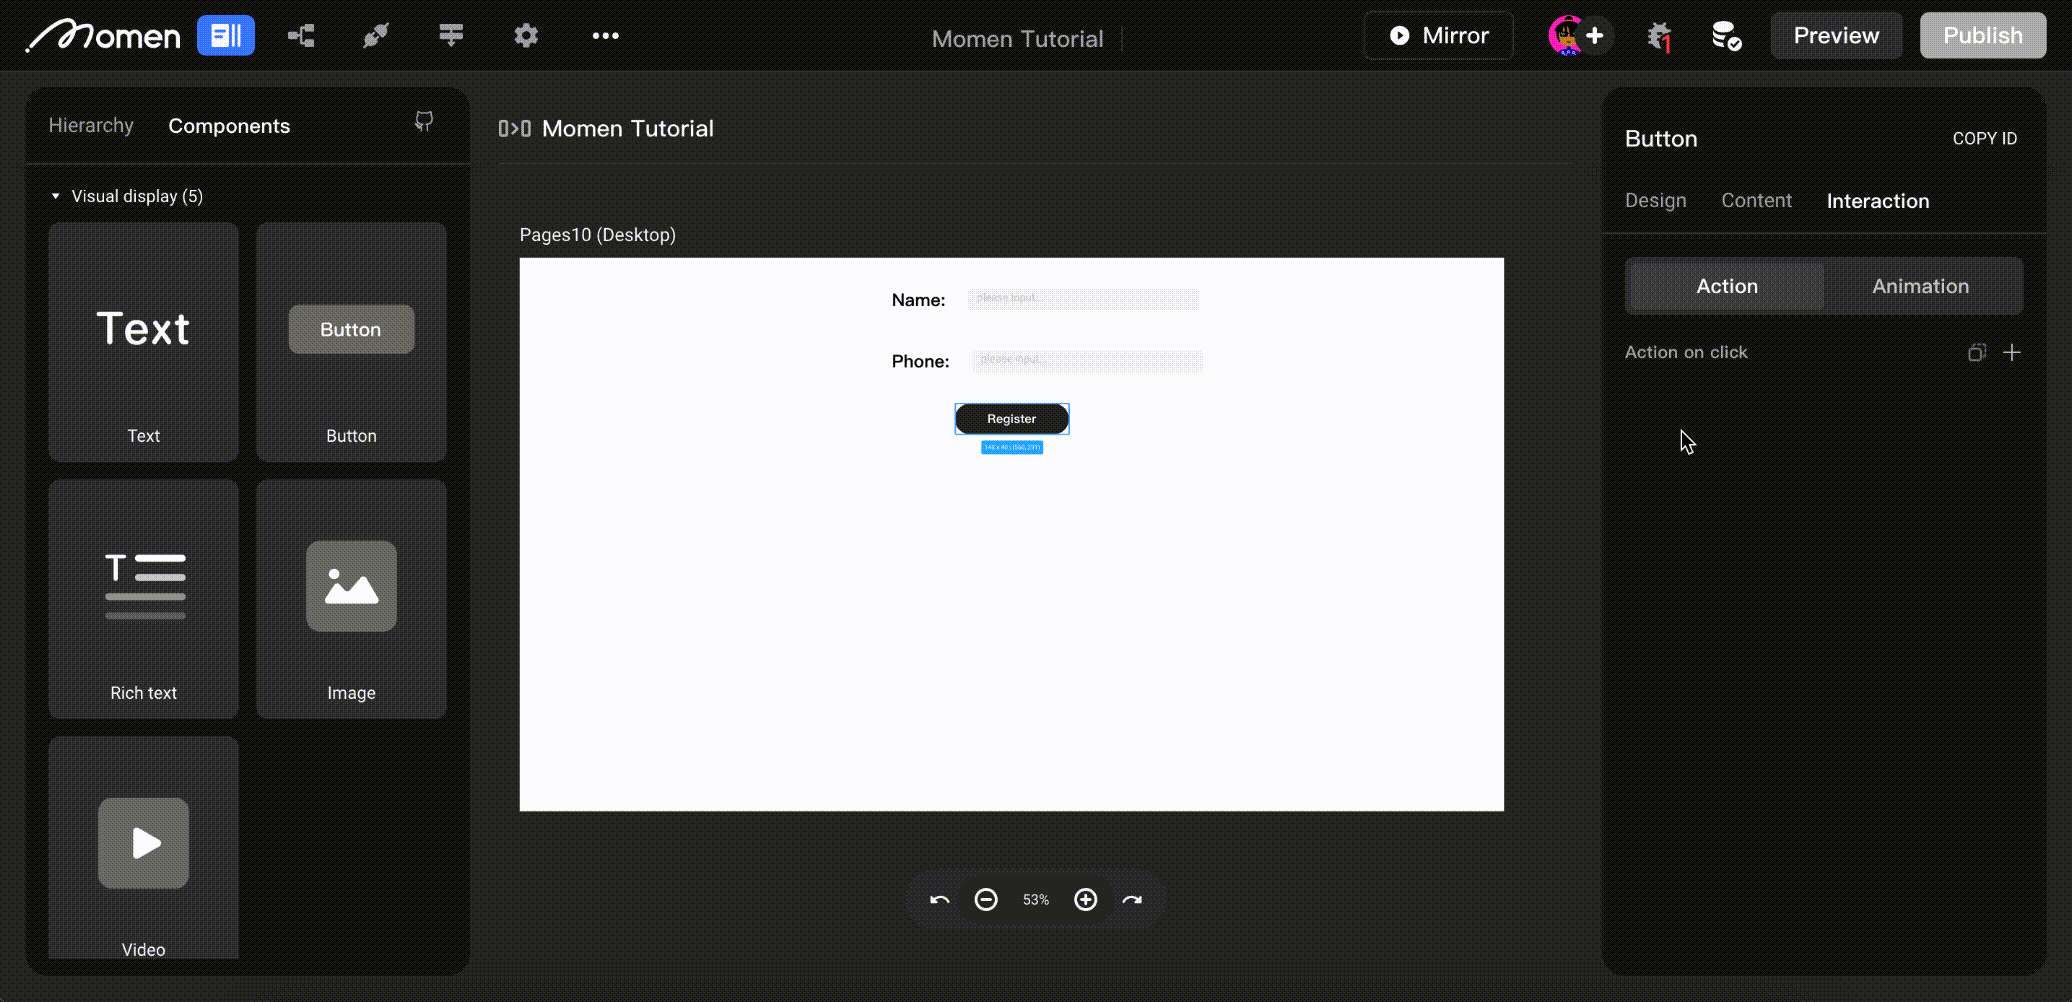 Momen
Momen Tutorial
Mirror
1
Preview
Publish
Hierarchy
Components
Visual display (5)
Text
Text
Button
Button
T
Rich text
Image
Video
Momen Tutorial
Pages10 (Desktop)
Name:
please input...
Phone:
please input...
Register
53%
Button
COPY ID
Design
Content
Interaction
Action
Animation
Action on click